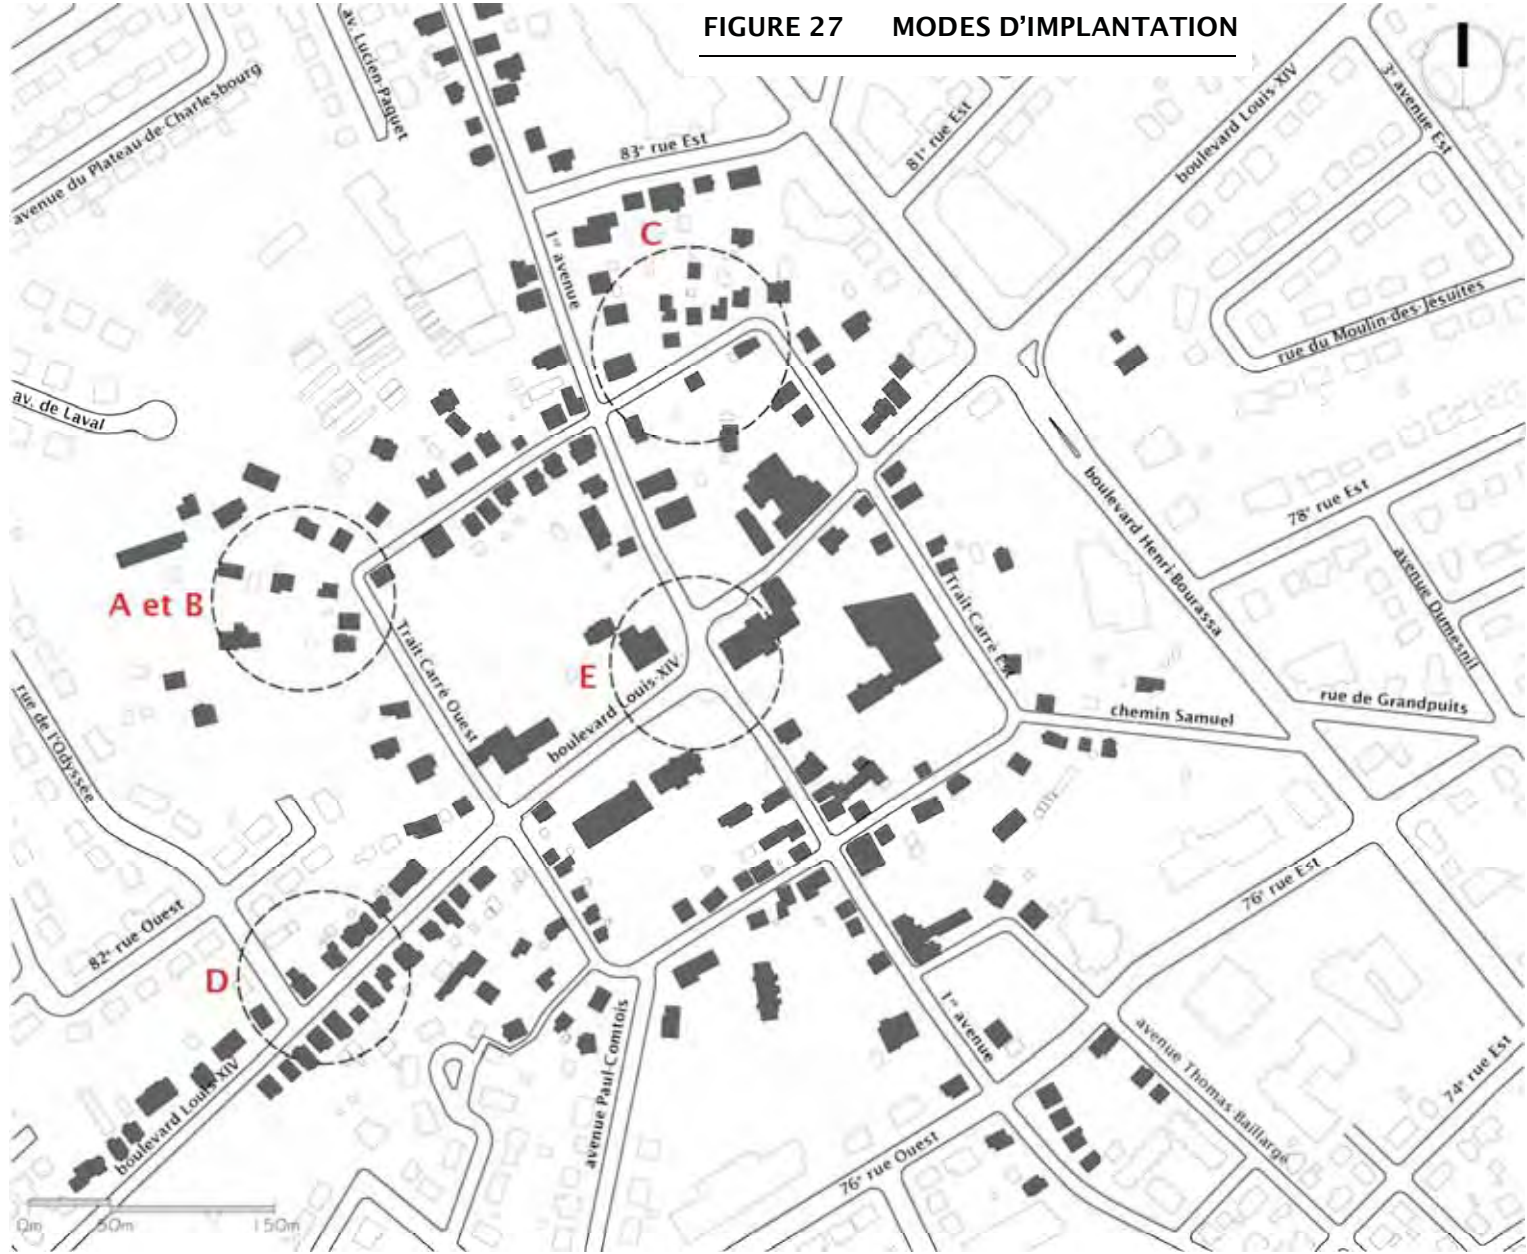 FIGURE 27 MODES D'IMPLANTATION
av. Lucien-Paquet
avenue du Plateau-de-Charlesbourg
83e rue Est
81e rue Est
boulevard Louis-XIV
3e avenue Est
C
1re avenue
rue du Moulin-des-Jésuites
av. de Laval
boulevard Henri-Bourassa
78e rue Est
avenue Dumesnil
A et B
Trait-Carré Ouest
Trait-Carré Est
E
boulevard Louis-XIV
rue de l'Odyssée
rue de Grandpuits
chemin Samuel
82e rue Ouest
D
76e rue Est
1re avenue
avenue Paul-Comtois
avenue Thomas-Baillargé
74e rue Est
boulevard Louis-XIV
76e rue Ouest
0m 50m 150m